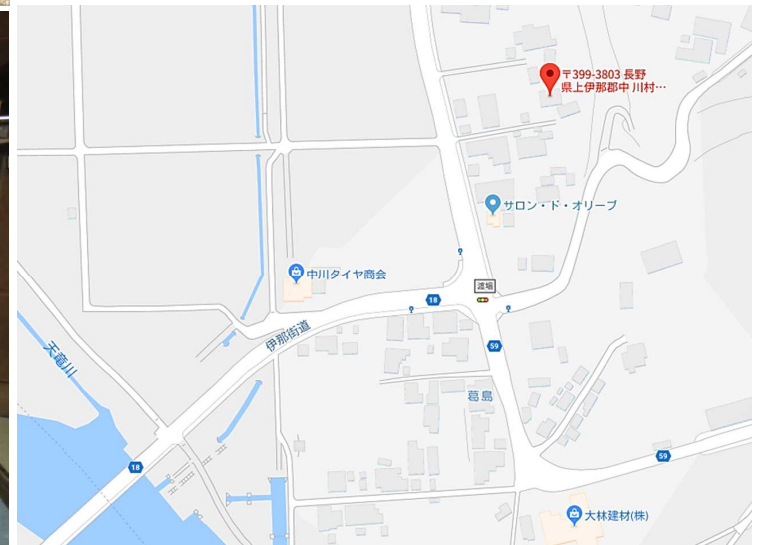 〒399-3803 長野
県上伊那郡中川村…
サロン・ド・オリーブ
中川タイヤ商会
渡場
18
伊那街道
59
天竜川
葛島
18
59
大林建材(株)